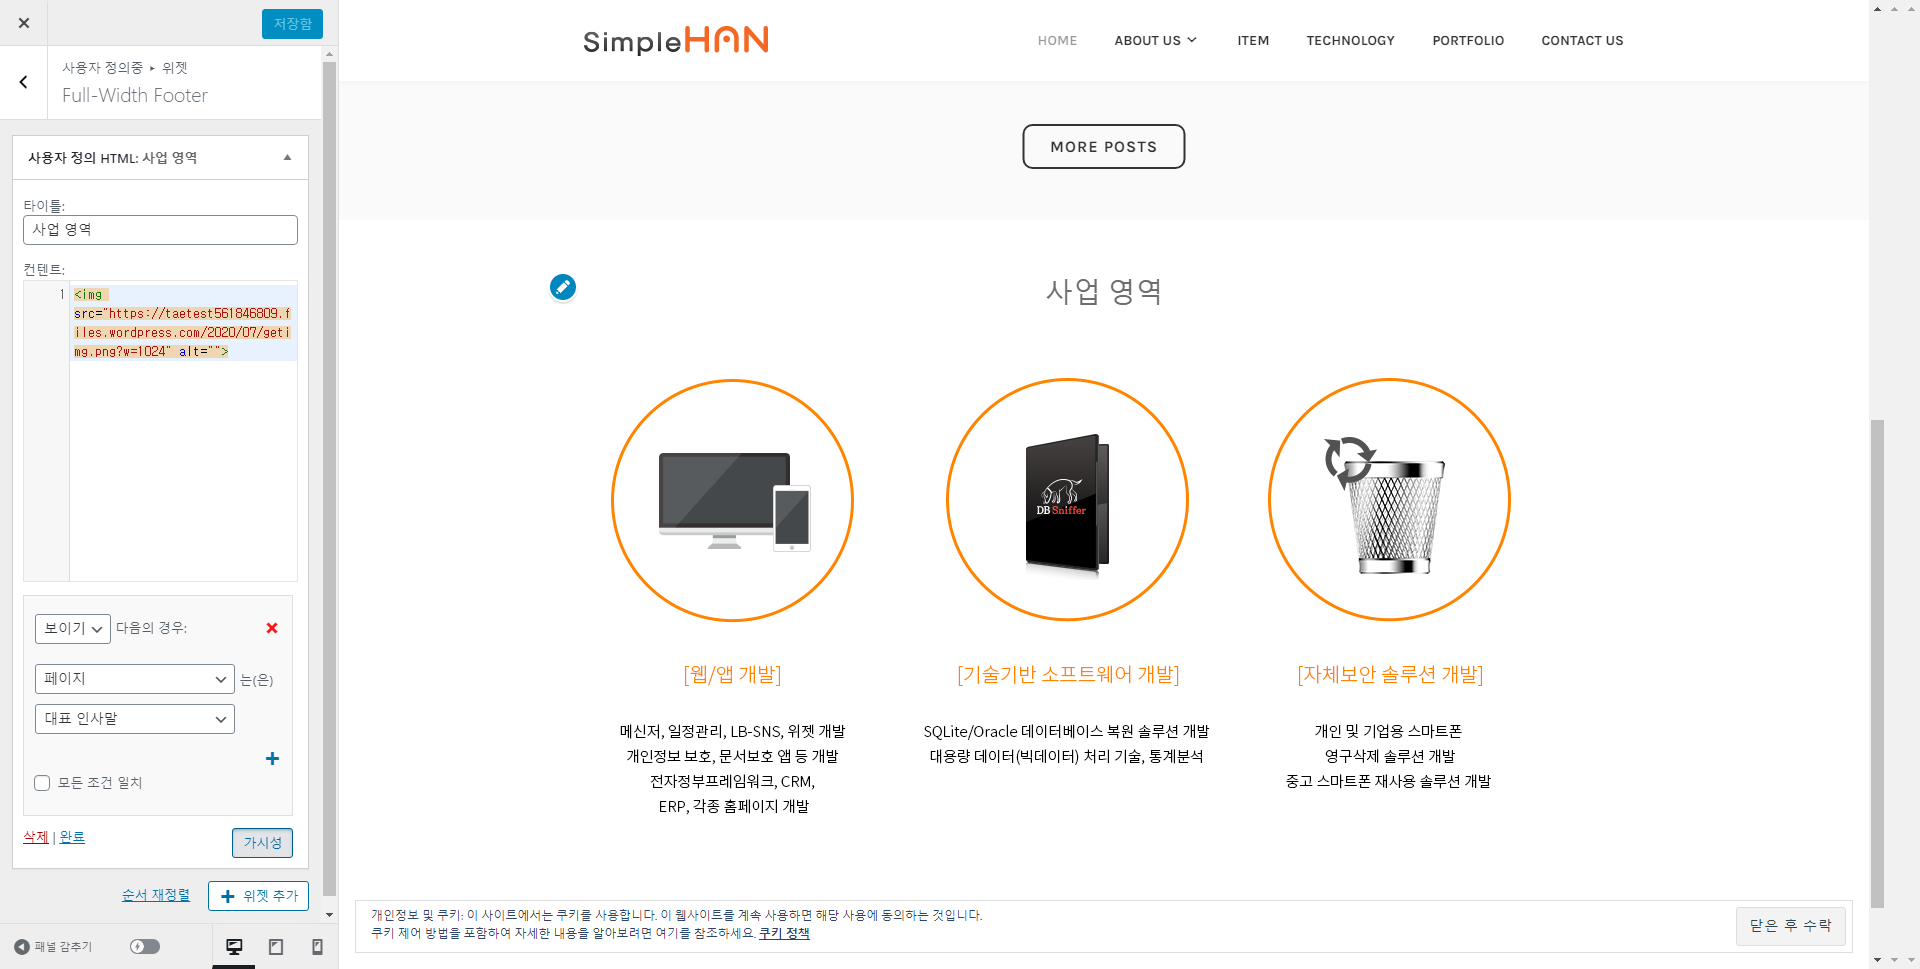 저장함
사용자 정의중 ▸ 위젯
Full-Width Footer
사용자 정의 HTML: 사업 영역
타이틀:
사업 영역
컨텐트:
1
<img
src="https://taetest561846809.f
iles.wordpress.com/2020/07/geti
mg.png?w=1024" alt="">
보이기 다음의 경우:
페이지 는(은)
대표 인사말
모든 조건 일치
삭제 | 완료
가시성
순서 재정렬
위젯 추가
패널 감추기
SimpleHAN
HOME ABOUT US ITEM TECHNOLOGY PORTFOLIO CONTACT US
MORE POSTS
사업 영역
DB Sniffer
[웹/앱 개발]
메신저, 일정관리, LB-SNS, 위젯 개발
개인정보 보호, 문서보호 앱 등 개발
전자정부프레임워크, CRM,
ERP, 각종 홈페이지 개발
[기술기반 소프트웨어 개발]
SQLite/Oracle 데이터베이스 복원 솔루션 개발
대용량 데이터(빅데이터) 처리 기술, 통계분석
[자체보안 솔루션 개발]
개인 및 기업용 스마트폰
영구삭제 솔루션 개발
중고 스마트폰 재사용 솔루션 개발
개인정보 및 쿠키: 이 사이트에서는 쿠키를 사용합니다. 이 웹사이트를 계속 사용하면 해당 사용에 동의하는 것입니다.
쿠키 제어 방법을 포함하여 자세한 내용을 알아보려면 여기를 참조하세요. 쿠키 정책
닫은 후 수락